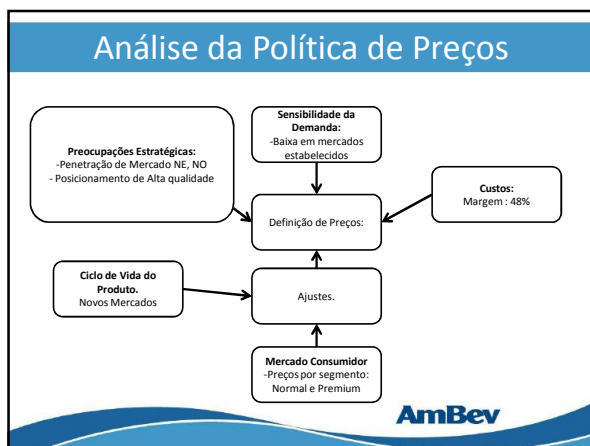 Análise da Política de Preços
Sensibilidade da
Demanda:
-Baixa em mercados
estabelecidos
Preocupações Estratégicas:
-Penetração de Mercado NE, NO
- Posicionamento de Alta qualidade
Custos:
Margem : 48%
Definição de Preços:
Ciclo de Vida do
Produto.
Novos Mercados
Ajustes.
Mercado Consumidor
-Preços por segmento:
Normal e Premium
AmBev